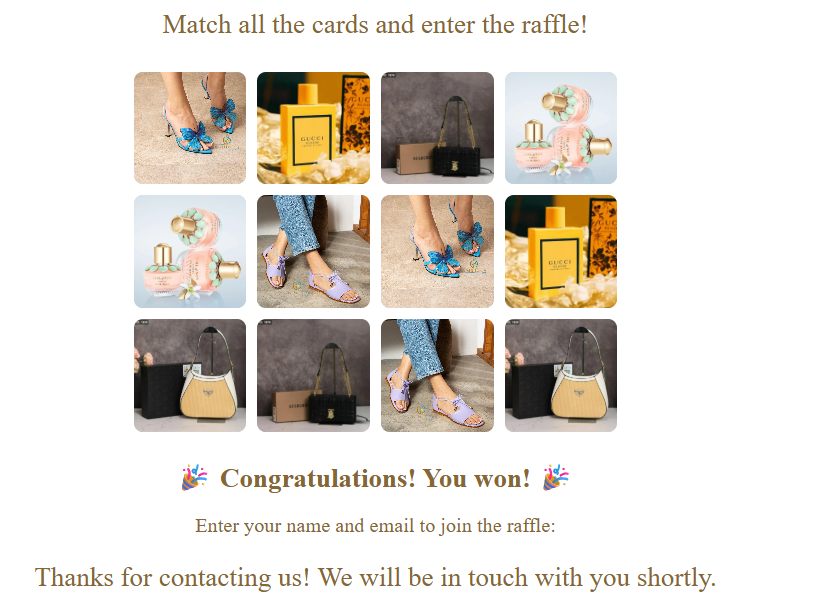 Match all the cards and enter the raffle!
GUCCI
GUCCI
Congratulations! You won!
Enter your name and email to join the raffle:
Thanks for contacting us! We will be in touch with you shortly.